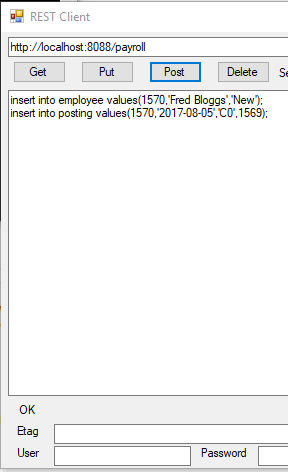 REST Client
http://localhost:8088/payroll
Get Put Post Delete Se
insert into employee values(1570,'Fred Bloggs','New');
insert into posting values(1570,'2017-08-05','C0',1569);
OK
Etag
User Password